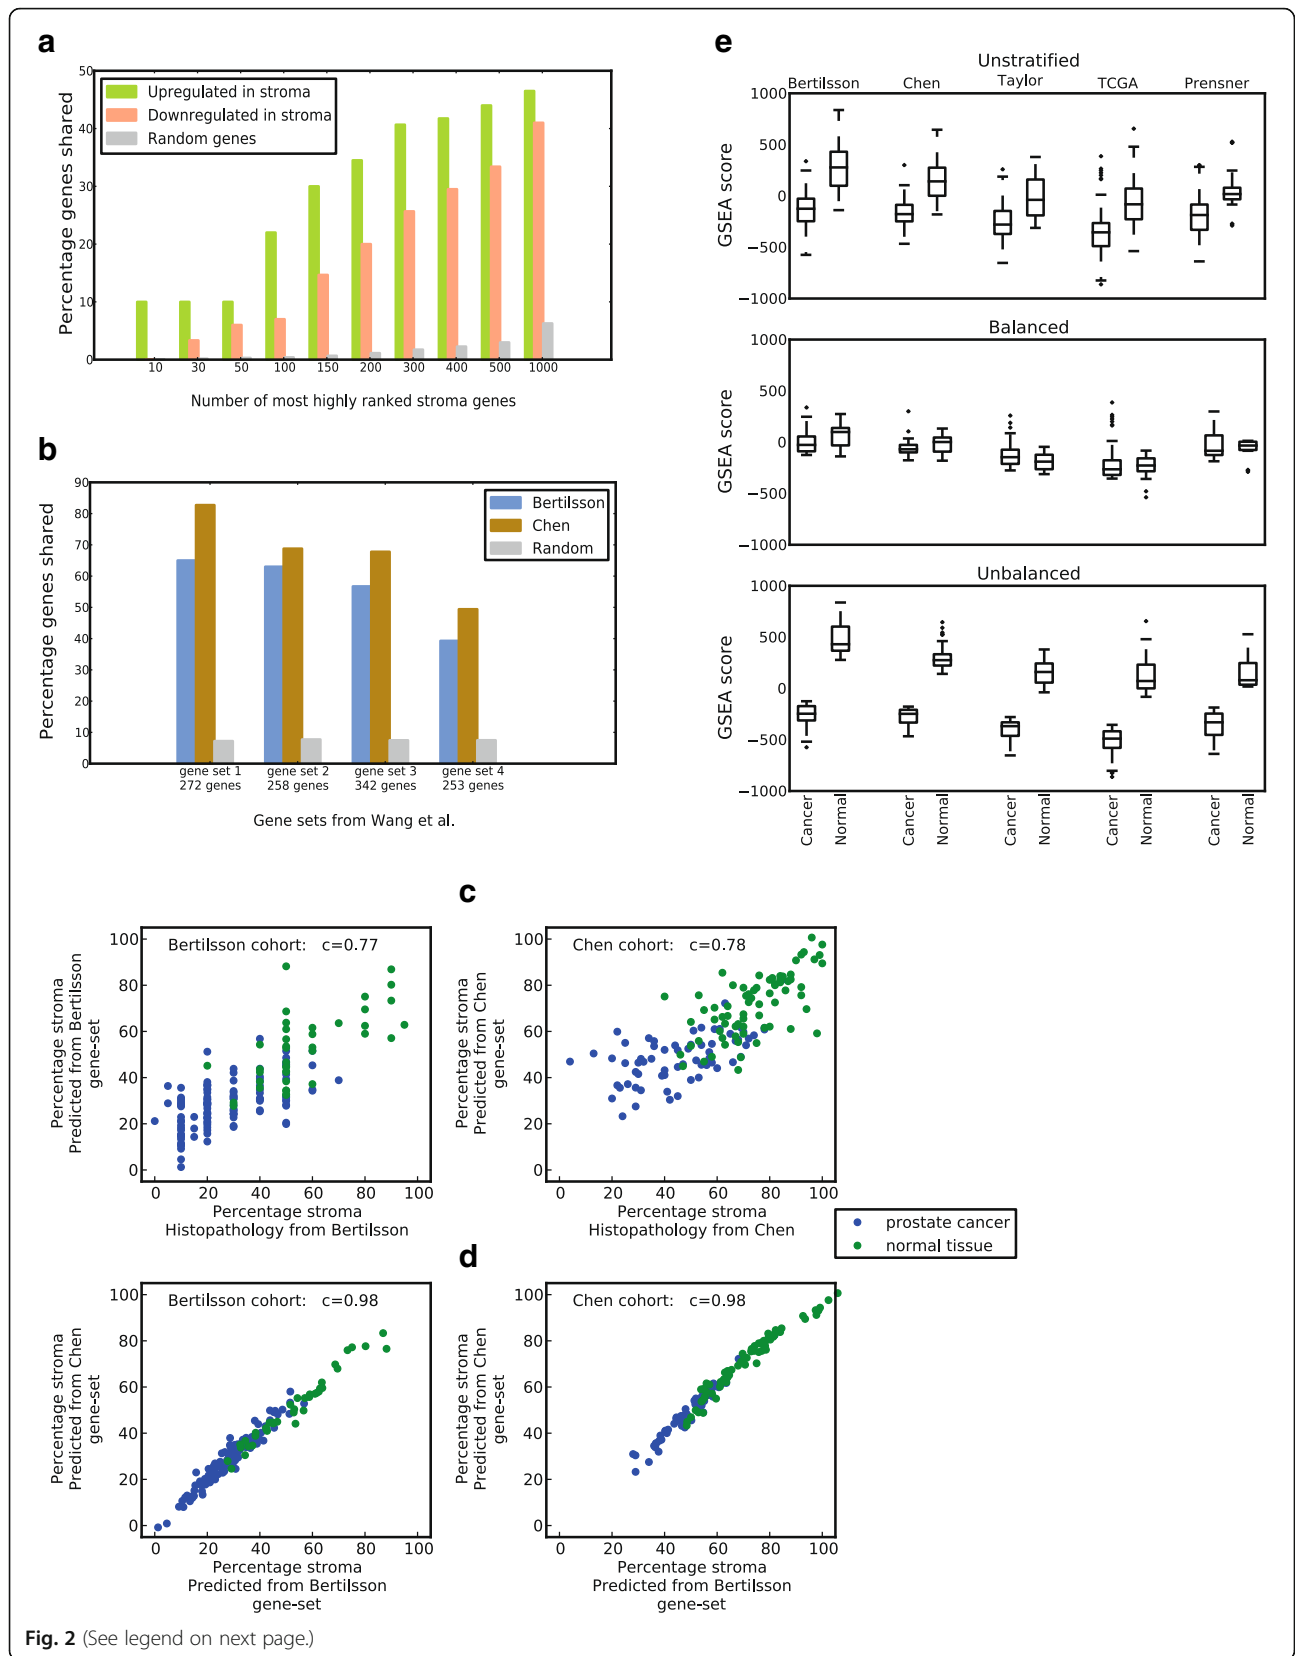 a
50
40
30
20
10
0
Percentage genes shared
Upregulated in stroma
Downregulated in stroma
Random genes
10 30 50 100 150 200 300 400 500 1000
Number of most highly ranked stroma genes
b
90
80
70
60
50
40
30
20
10
0
Percentage genes shared
Bertilsson
Chen
Random
gene set 1 gene set 2 gene set 3 gene set 4
272 genes 258 genes 342 genes 253 genes
Gene sets from Wang et al.
e
Unstratified
Bertilsson Chen Taylor TCGA Prensner
1000
500
0
−500
−1000
GSEA score
Balanced
1000
500
0
−500
−1000
GSEA score
Unbalanced
1000
500
0
−500
−1000
GSEA score
Cancer
Normal
Cancer
Normal
Cancer
Normal
Cancer
Normal
Cancer
Normal
c
Bertilsson cohort: c=0.77
100
80
60
40
20
0
Percentage stroma
Predicted from Bertilsson
gene-set
0 20 40 60 80 100
Percentage stroma
Histopathology from Bertilsson
Chen cohort: c=0.78
100
80
60
40
20
0
Percentage stroma
Predicted from Chen
gene-set
0 20 40 60 80 100
Percentage stroma
Histopathology from Chen
prostate cancer
normal tissue
d
Bertilsson cohort: c=0.98
100
80
60
40
20
0
Percentage stroma
Predicted from Chen
gene-set
0 20 40 60 80 100
Percentage stroma
Predicted from Bertilsson
gene-set
Chen cohort: c=0.98
100
80
60
40
20
0
Percentage stroma
Predicted from Chen
gene-set
0 20 40 60 80 100
Percentage stroma
Predicted from Bertilsson
gene-set
Fig. 2 (See legend on next page.)